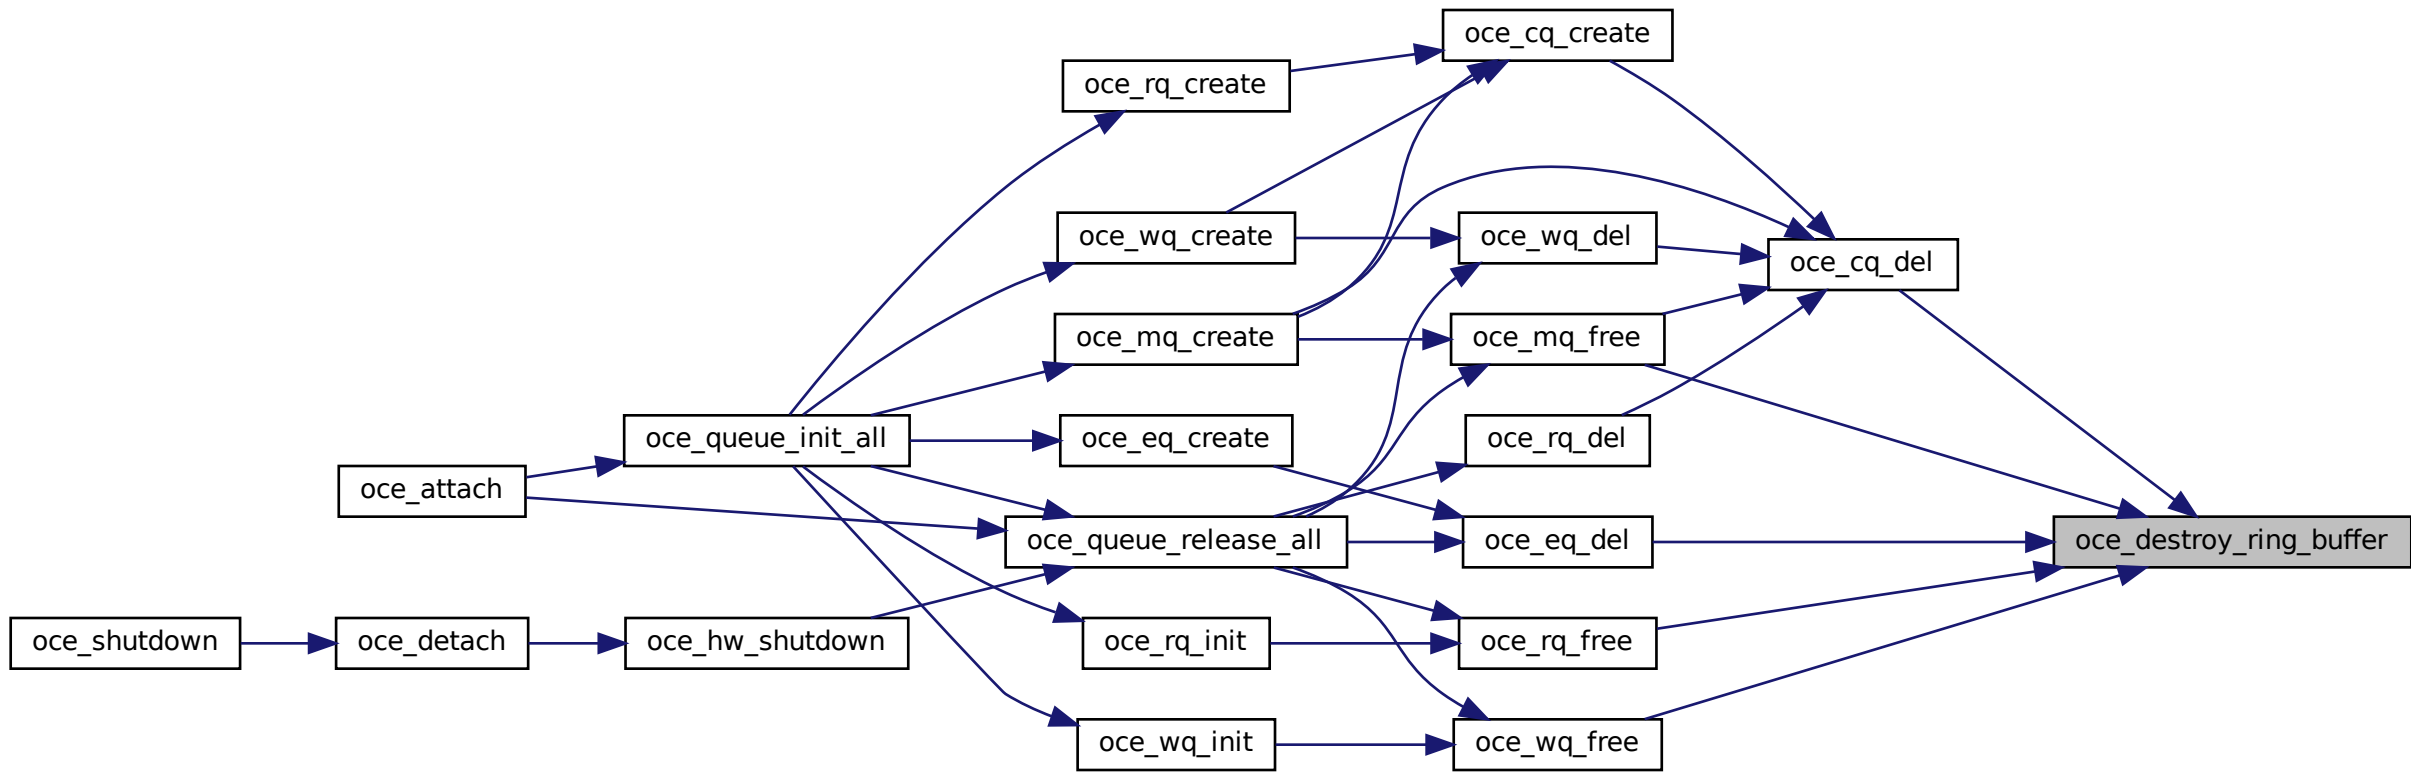 oce_cq_create
oce_rq_create
oce_wq_create
oce_wq_del
oce_cq_del
oce_mq_create
oce_mq_free
oce_queue_init_all
oce_eq_create
oce_rq_del
oce_attach
oce_queue_release_all
oce_eq_del
oce_destroy_ring_buffer
oce_shutdown
oce_detach
oce_hw_shutdown
oce_rq_init
oce_rq_free
oce_wq_init
oce_wq_free